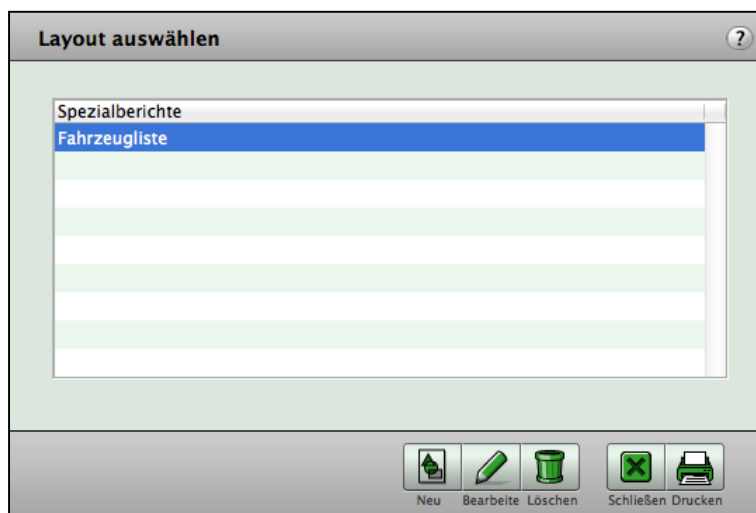 Layout auswählen
?
Spezialberichte
Fahrzeugliste
Neu Bearbeite Löschen Schließen Drucken